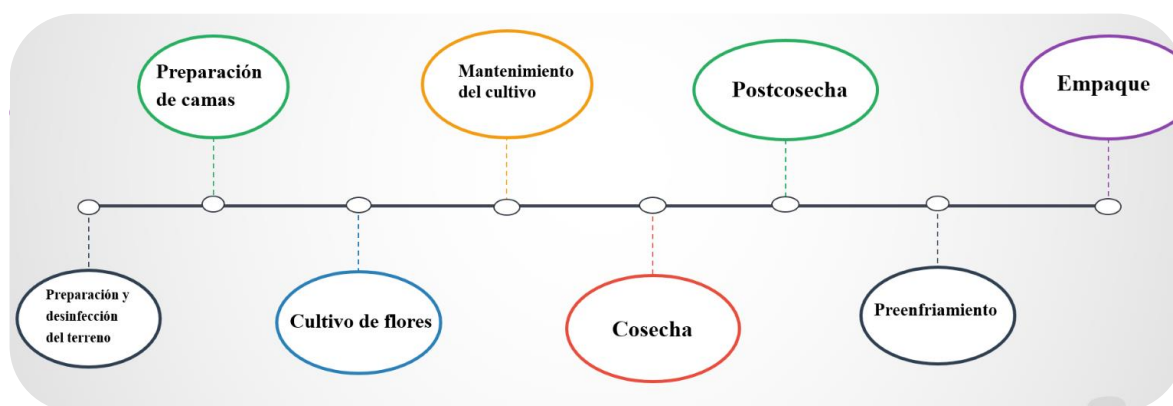 Preparación y
desinfección
del terreno
Preparación
de camas
Cultivo de flores
Mantenimiento
del cultivo
Cosecha
Postcosecha
Preenfriamiento
Empaque